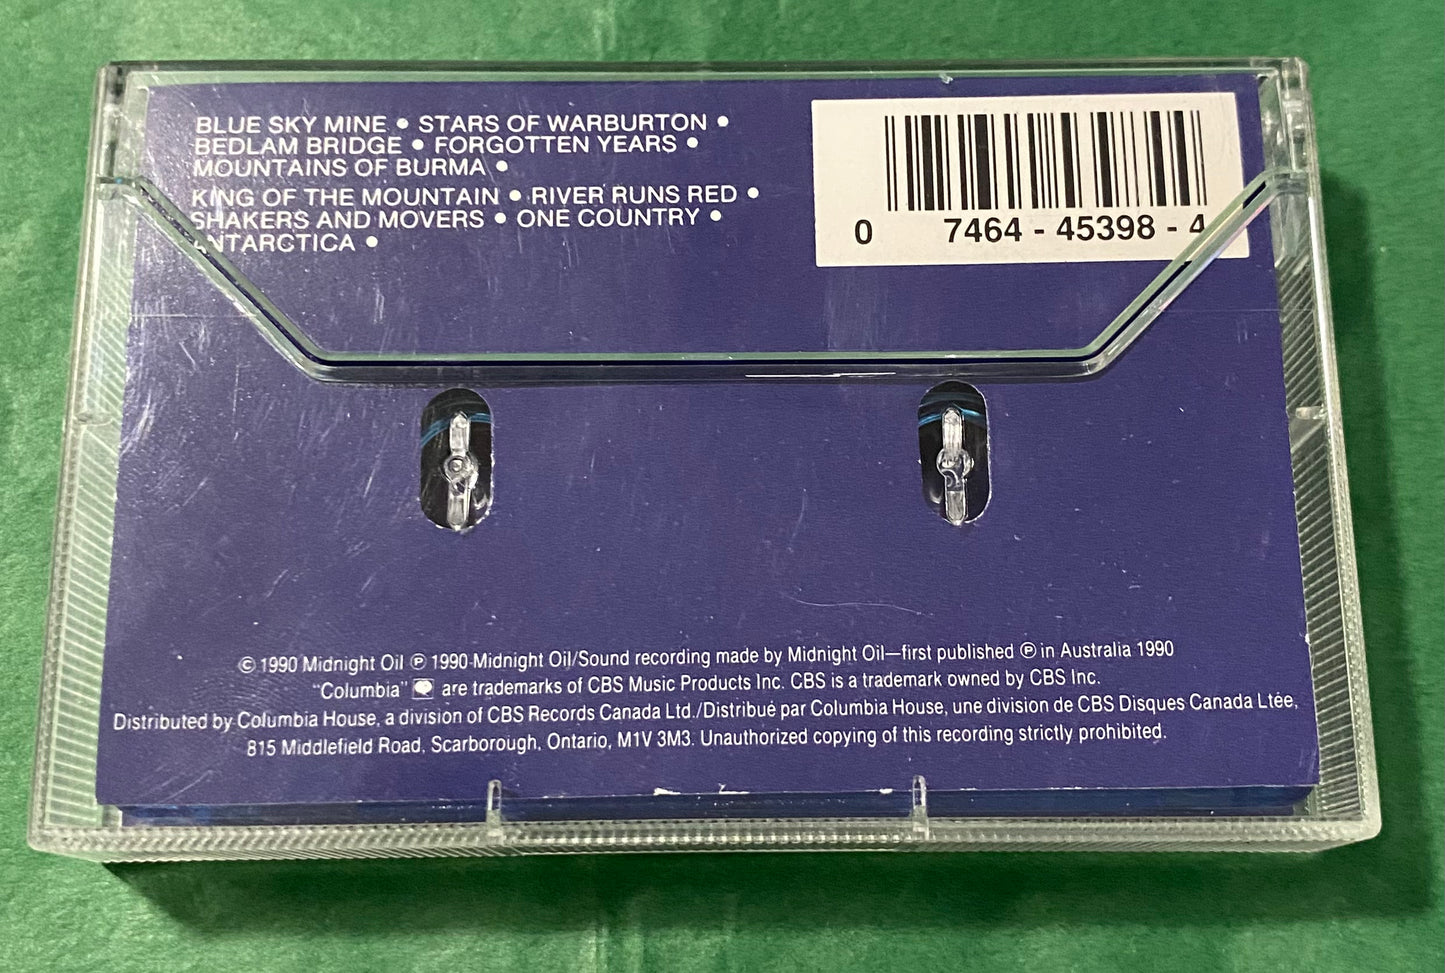 BLUE SKY MINE • STARS OF WARBURTON •
BEDLAM BRIDGE • FORGOTTEN YEARS •
MOUNTAINS OF BURMA •
KING OF THE MOUNTAIN • RIVER RUNS RED •
SHAKERS AND MOVERS • ONE COUNTRY •
ANTARCTICA •
0 7464 - 45398 - 4
© 1990 Midnight Oil ℗ 1990 Midnight Oil/Sound recording made by Midnight Oil—first published ℗ in Australia 1990
"Columbia" are trademarks of CBS Music Products Inc. CBS is a trademark owned by CBS Inc.
Distributed by Columbia House, a division of CBS Records Canada Ltd./Distribué par Columbia House, une division de CBS Disques Canada Ltée,
815 Middlefield Road, Scarborough, Ontario, M1V 3M3. Unauthorized copying of this recording strictly prohibited.